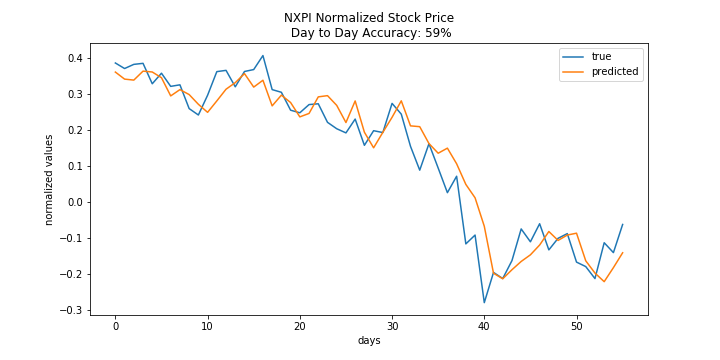 NXPI Normalized Stock Price
Day to Day Accuracy: 59%
true
predicted
normalized values
0.4
0.3
0.2
0.1
0.0
−0.1
−0.2
−0.3
0 10 20 30 40 50
days